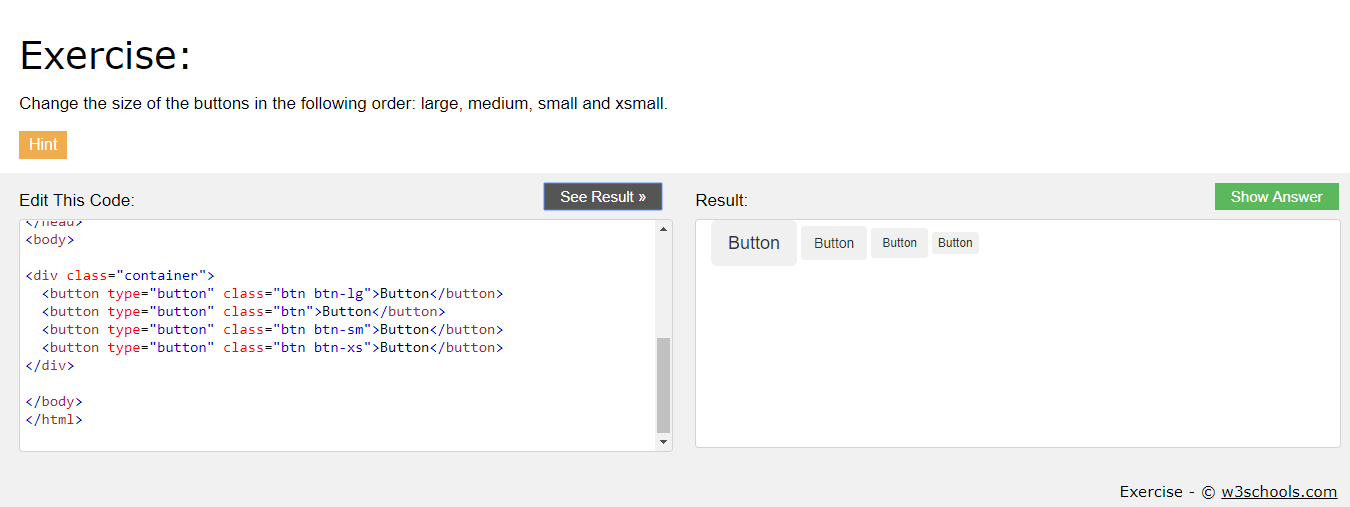 Exercise:
Change the size of the buttons in the following order: large, medium, small and xsmall.
Hint
Edit This Code:
See Result »
</head>
<body>
<div class="container">
<button type="button" class="btn btn-lg">Button</button>
<button type="button" class="btn">Button</button>
<button type="button" class="btn btn-sm">Button</button>
<button type="button" class="btn btn-xs">Button</button>
</div>
</body>
</html>
Result:
Show Answer
Button Button Button Button
Exercise - © w3schools.com